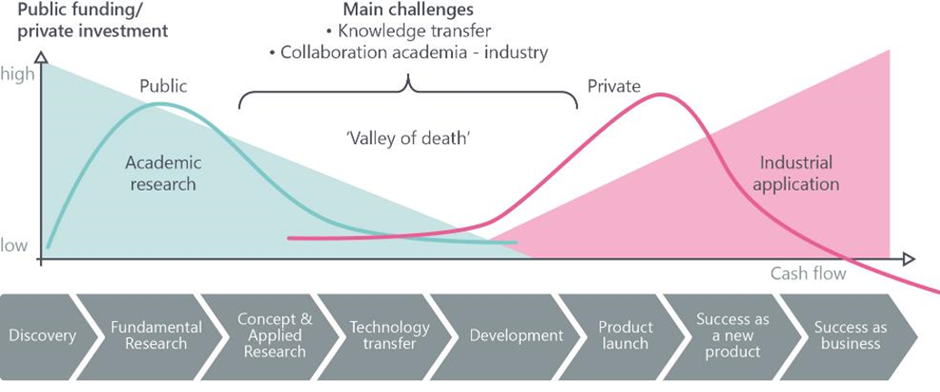 Public funding/
private investment
Main challenges
• Knowledge transfer
• Collaboration academia - industry
high
Public
Private
'Valley of death'
Academic
research
Industrial
application
low
Cash flow
Discovery
Fundamental
Research
Concept &
Applied
Research
Technology
transfer
Development
Product
launch
Success as
a new
product
Success as
business